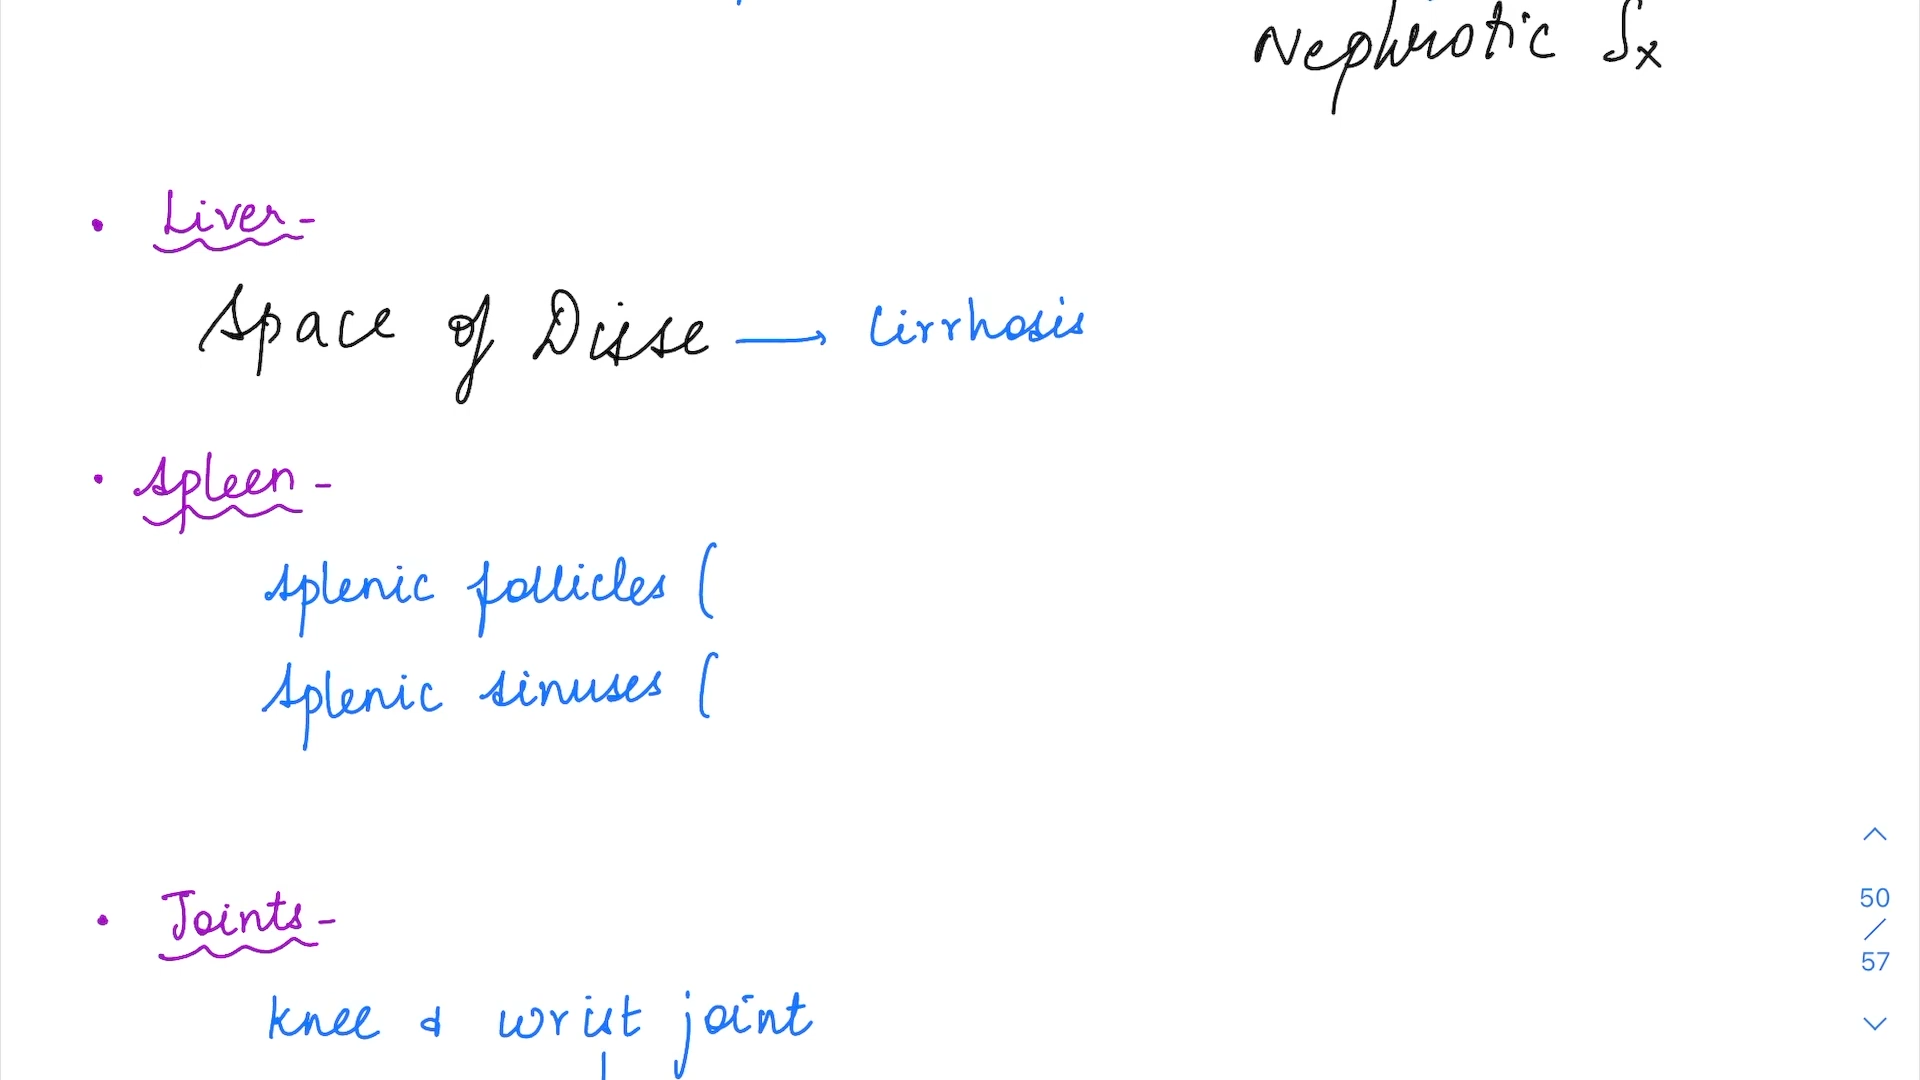 Nephrotic Sx
• Liver -
Space of Disse → Cirrhosis
• Spleen -
Splenic follicles (
Splenic sinuses (
• Joints -
knee & wrist joint
50
/
57